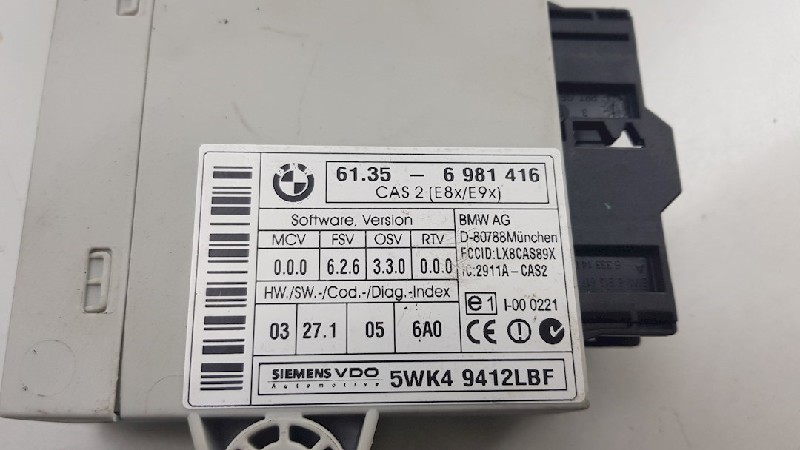 61.35 - 6 981 416
CAS 2 (E8x/E9x)
Software, Version
MCV FSV OSV RTV
0.0.0 6.2.6 3.3.0 0.0.0
HW./SW.-/Cod.-/Diag.-Index
03 27.1 05 6A0
BMW AG
D-80788München
FCCID:LX8CAS89X
IC:2911A-CAS2
e1 I-00 0221
CE
SIEMENS VDO
Automotive
5WK4 9412LBF